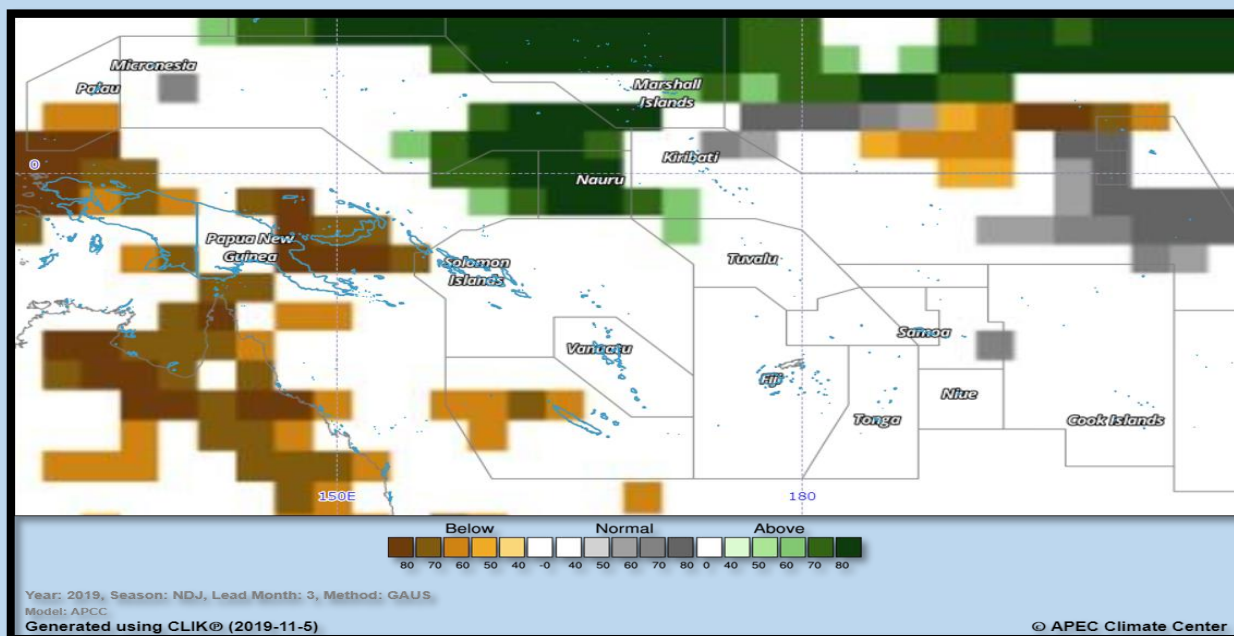 Micronesia
Palau
Marshall
Islands
0
Kiribati
Nauru
Papua New
Guinea
Solomon
Islands
Tuvalu
Samoa
Vanuatu
Fiji
Niue
Tonga
Cook Islands
150E
180
Below Normal Above
80 70 60 50 40 -0 40 50 60 70 80 0 40 50 60 70 80
Year: 2019, Season: NDJ, Lead Month: 3, Method: GAUS
Model: APCC
Generated using CLIK® (2019-11-5)
© APEC Climate Center